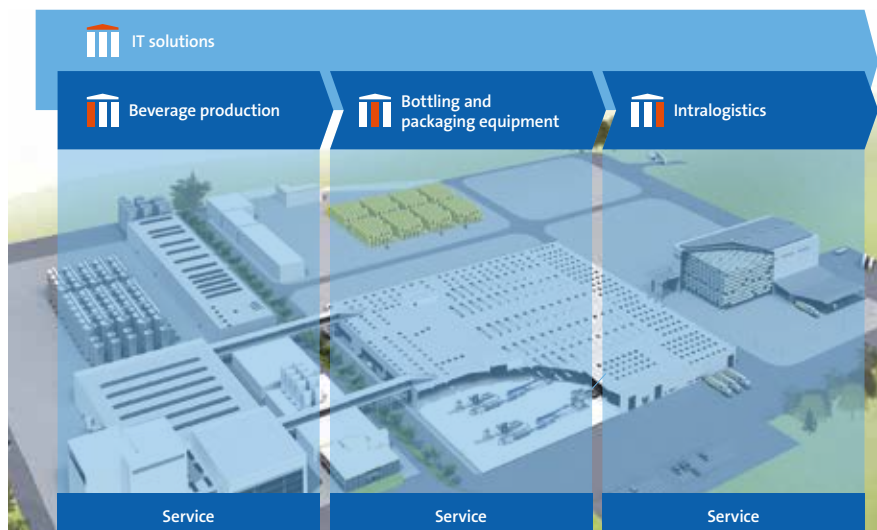 IT solutions
Beverage production
Bottling and
packaging equipment
Intralogistics
Service
Service
Service